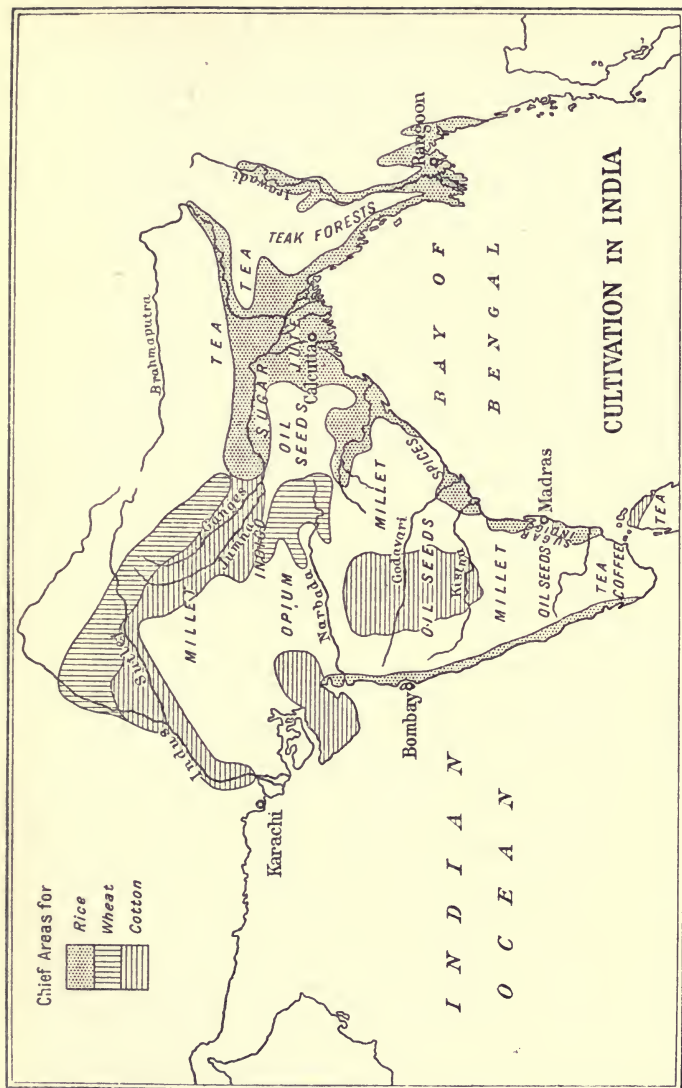 Chief Areas for
Rice
Wheat
Cotton
Brahmaputra
Sutlej
Indus
Ganges
Jumna
TEA
TEA
MILLET
INDIGO
SUGAR
JUTE
Irawadi
TEAK FORESTS
Karachi
OPIUM
OIL SEEDS
Calcutta
Narbada
MILLET
Rangoon
Bombay
Godavari
OIL SEEDS
SPICES
Kistna
BAY OF
BENGAL
INDIAN
OCEAN
MILLET
OIL SEEDS
SUGAR
INDIGO
Madras
TEA
COFFEE
TEA
CULTIVATION IN INDIA